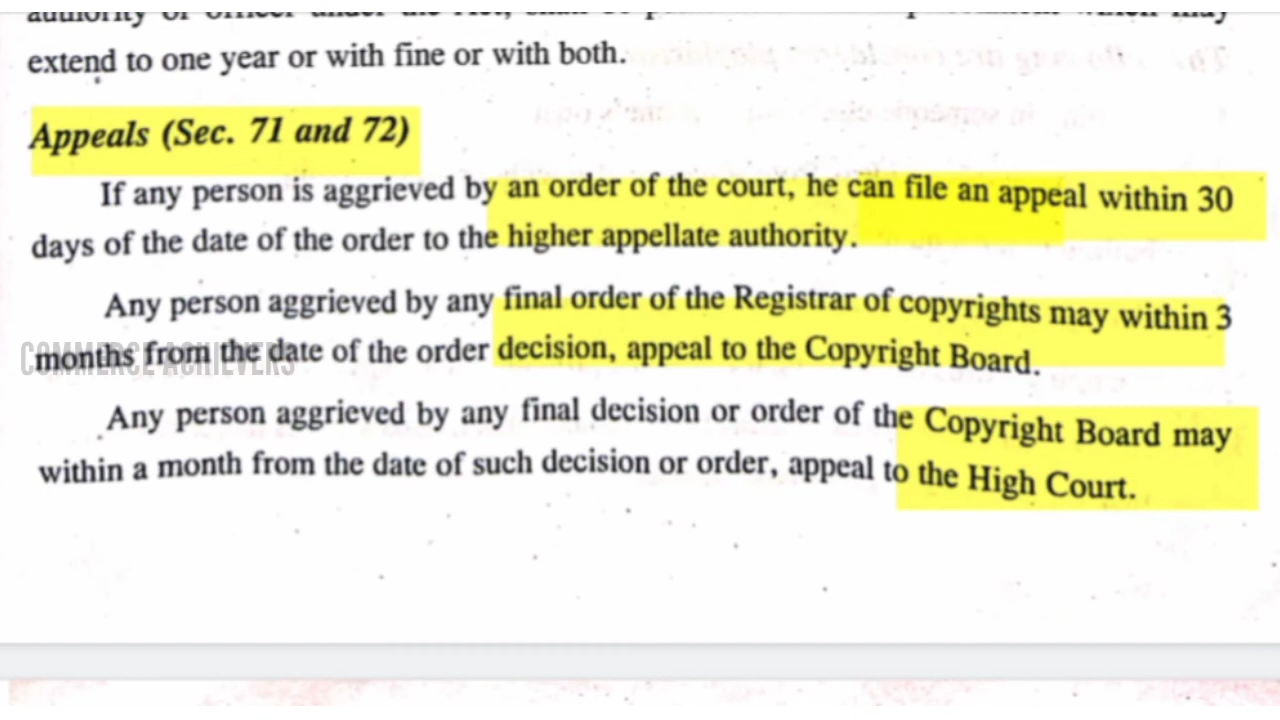 extend to one year or with fine or with both.
Appeals (Sec. 71 and 72)
If any person is aggrieved by an order of the court, he can file an appeal within 30
days of the date of the order to the higher appellate authority.
Any person aggrieved by any final order of the Registrar of copyrights may within 3
months from the date of the order decision, appeal to the Copyright Board.
COMMERCE ACHIEVERS
Any person aggrieved by any final decision or order of the Copyright Board may
within a month from the date of such decision or order, appeal to the High Court.